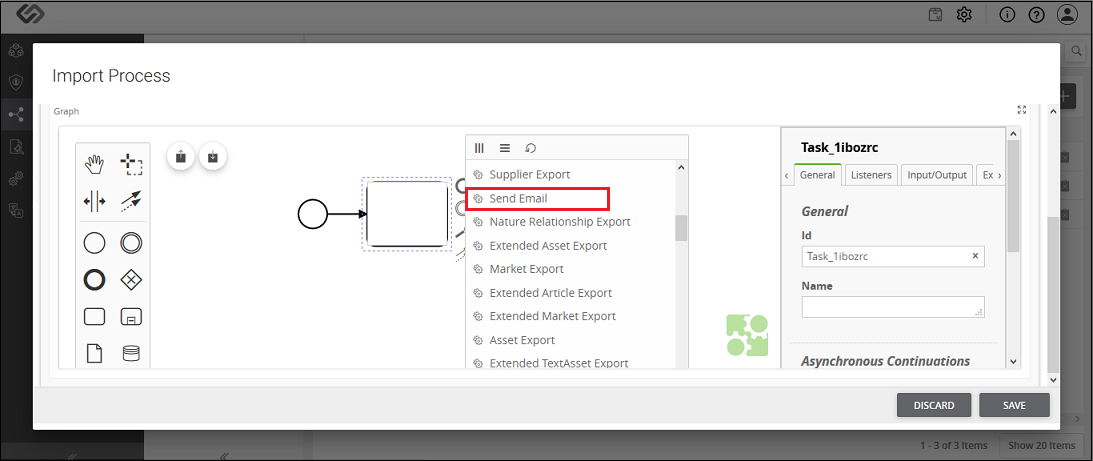 Import Process
Graph
Supplier Export
Send Email
Nature Relationship Export
Extended Asset Export
Market Export
Extended Article Export
Extended Market Export
Asset Export
Extended TextAsset Export
Task_1ibozrc
General
Listeners
Input/Output
Ex
General
Id
Task_1ibozrc
Name
Asynchronous Continuations
DISCARD
SAVE
1 - 3 of 3 Items
Show 20 Items